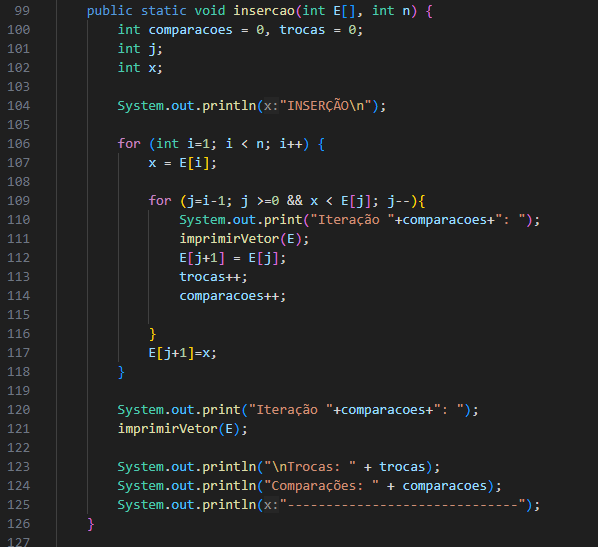 99 public static void insercao(int E[], int n) {
100 int comparacoes = 0, trocas = 0;
101 int j;
102 int x;
103
104 System.out.println(x:"INSERÇÃO\n");
105
106 for (int i=1; i < n; i++) {
107 x = E[i];
108
109 for (j=i-1; j >=0 && x < E[j]; j--){
110 System.out.print("Iteração "+comparacoes+": ");
111 imprimirVetor(E);
112 E[j+1] = E[j];
113 trocas++;
114 comparacoes++;
115
116 }
117 E[j+1]=x;
118 }
119
120 System.out.print("Iteração "+comparacoes+": ");
121 imprimirVetor(E);
122
123 System.out.println("\nTrocas: " + trocas);
124 System.out.println("Comparações: " + comparacoes);
125 System.out.println(x:"------------------------------");
126 }
127